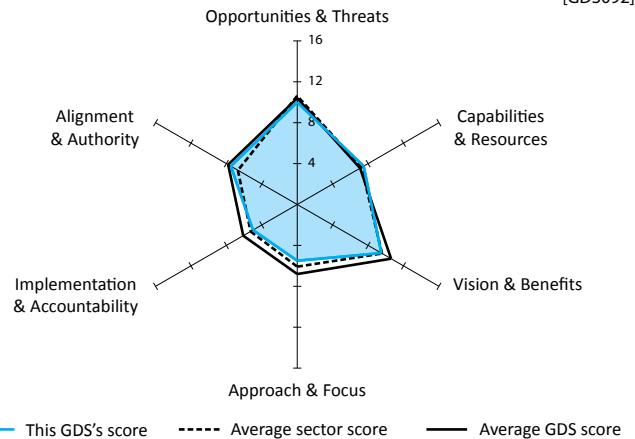 Opportunities & Threats
16
12
8
4
Capabilities
& Resources
Vision & Benefits
Approach & Focus
Implementation
& Accountability
Alignment
& Authority
This GDS's score
Average sector score
Average GDS score